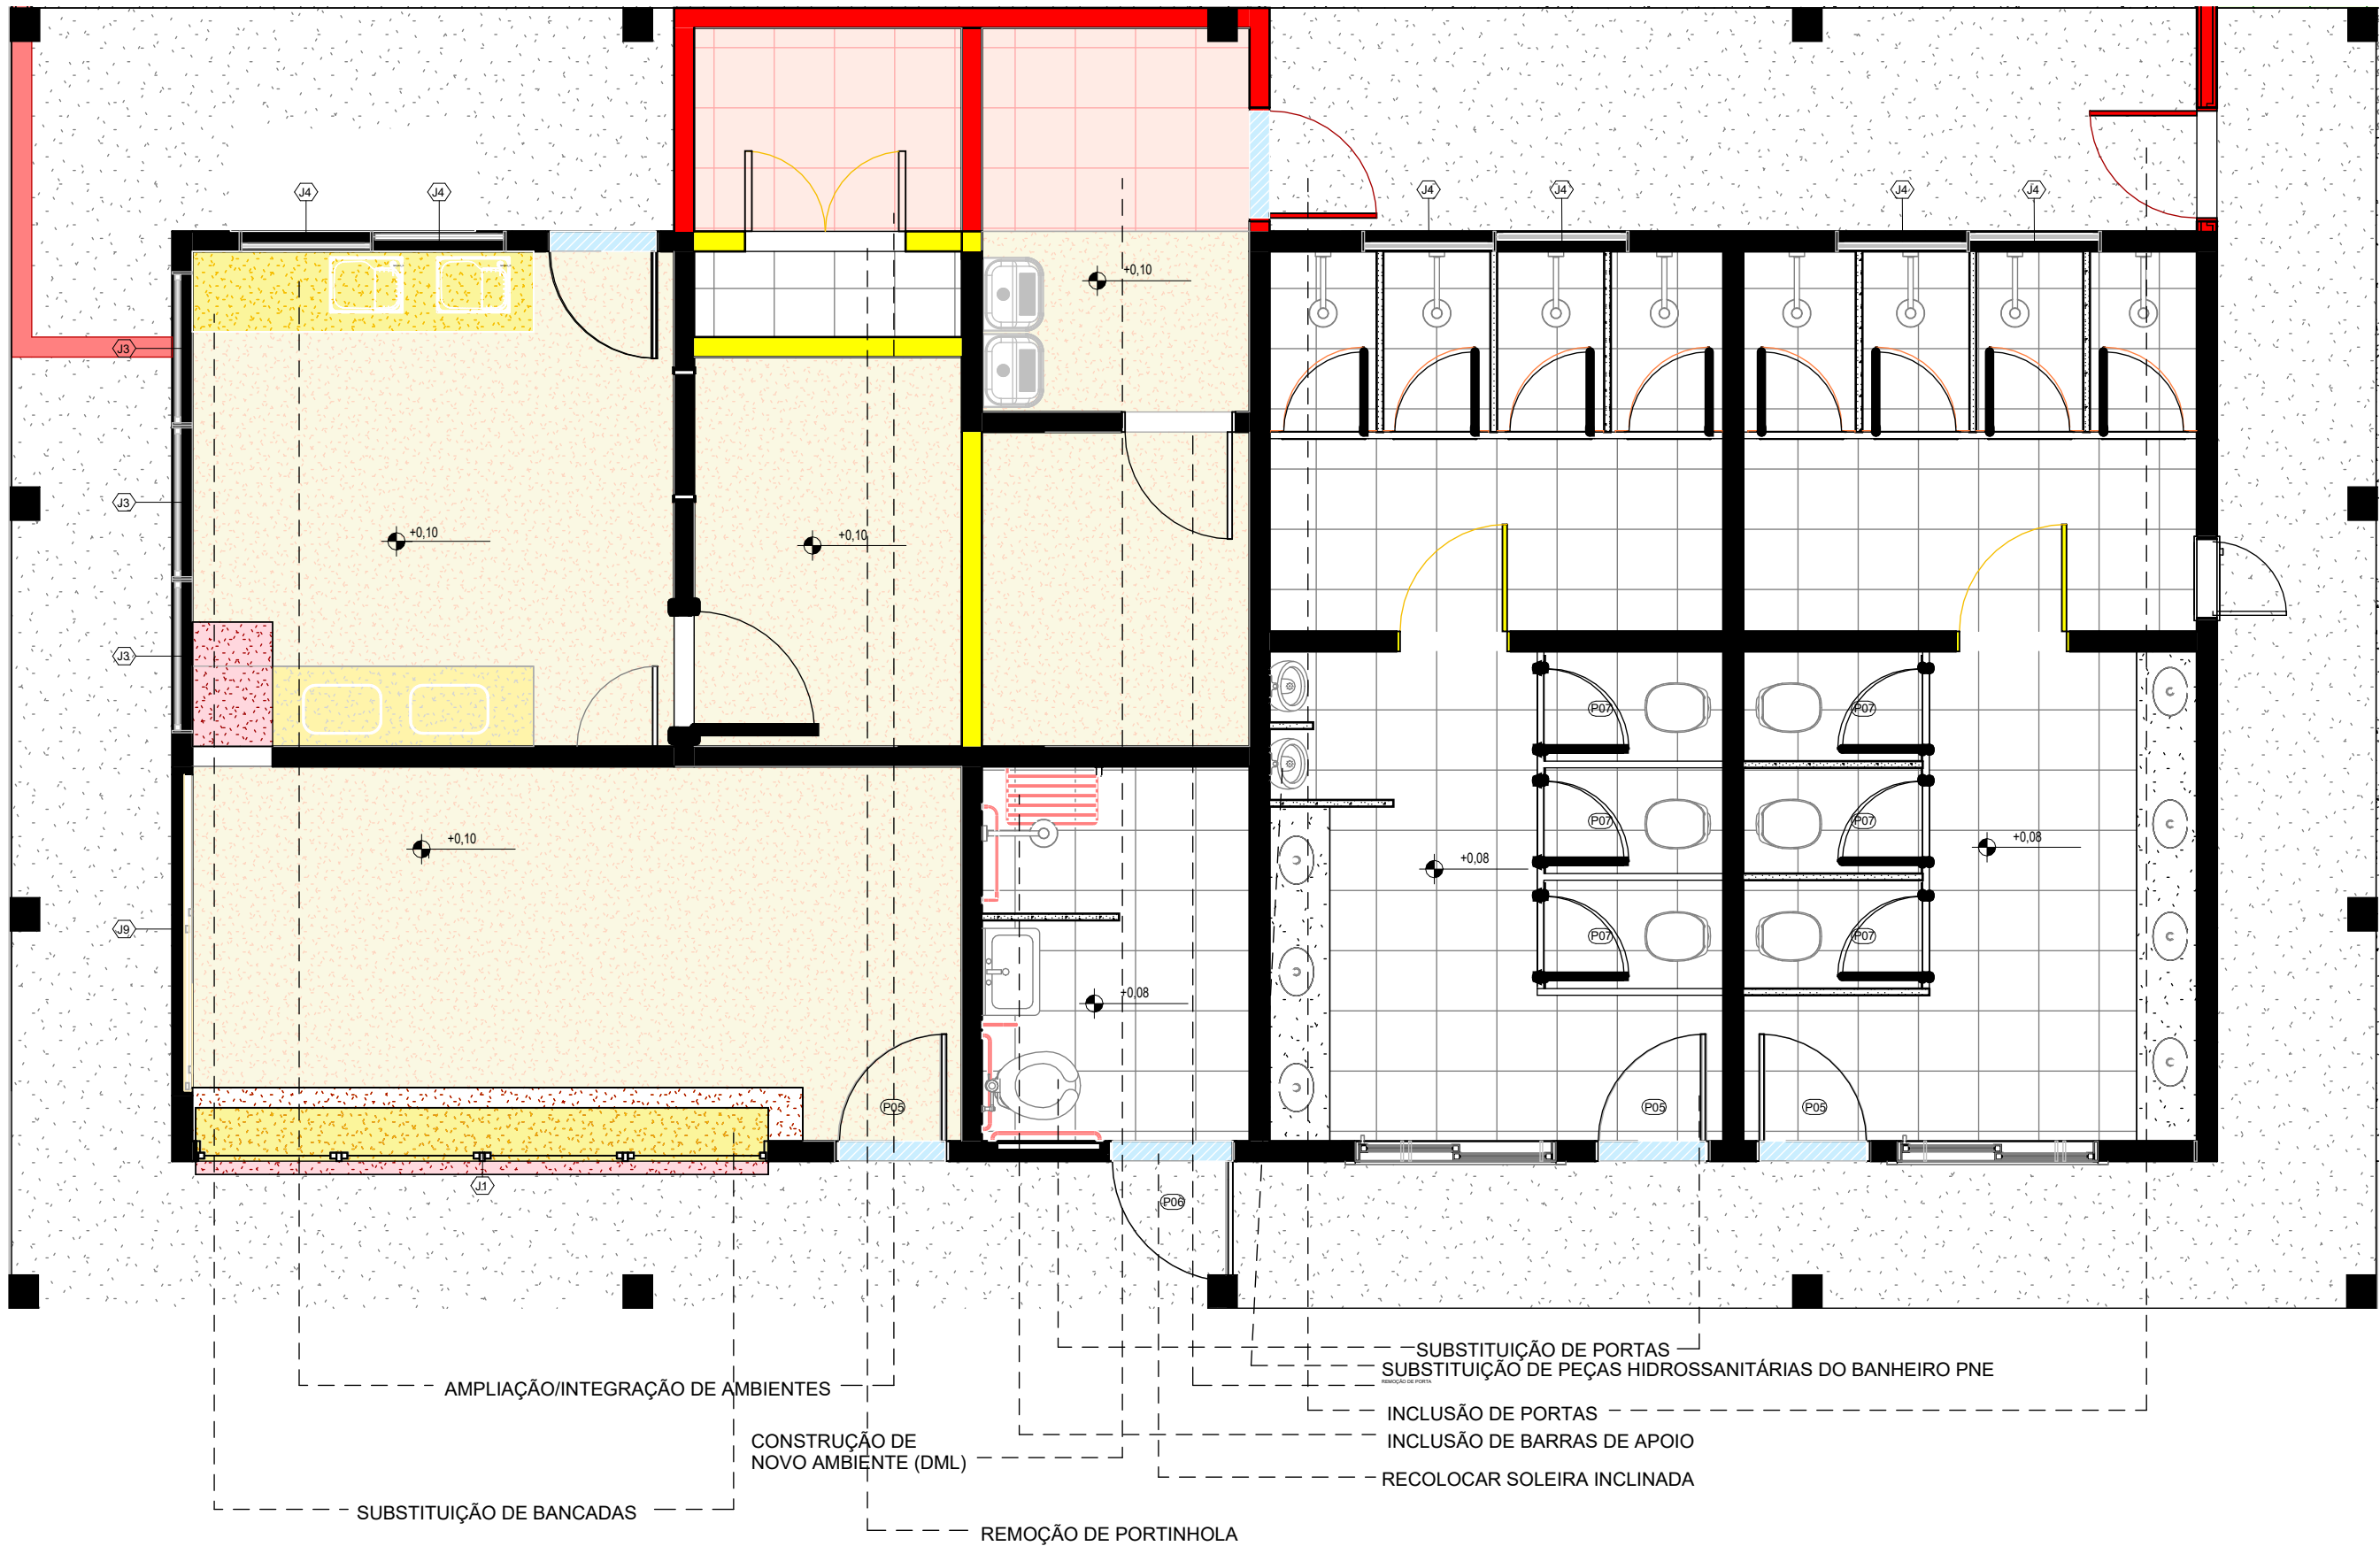 J4
J4
J4
J4
J4
J4
+0,10
J3
J3
+0,10
+0,10
J3
P07
P07
P07
P07
+0,10
+0,08
+0,08
J9
P07
P07
+0,08
P05
P05
P05
J1
P06
SUBSTITUIÇÃO DE PORTAS
SUBSTITUIÇÃO DE PEÇAS HIDROSSANITÁRIAS DO BANHEIRO PNE
REMOÇÃO DE PORTA
AMPLIAÇÃO/INTEGRAÇÃO DE AMBIENTES
INCLUSÃO DE PORTAS
CONSTRUÇÃO DE
NOVO AMBIENTE (DML)
INCLUSÃO DE BARRAS DE APOIO
RECOLOCAR SOLEIRA INCLINADA
SUBSTITUIÇÃO DE BANCADAS
REMOÇÃO DE PORTINHOLA